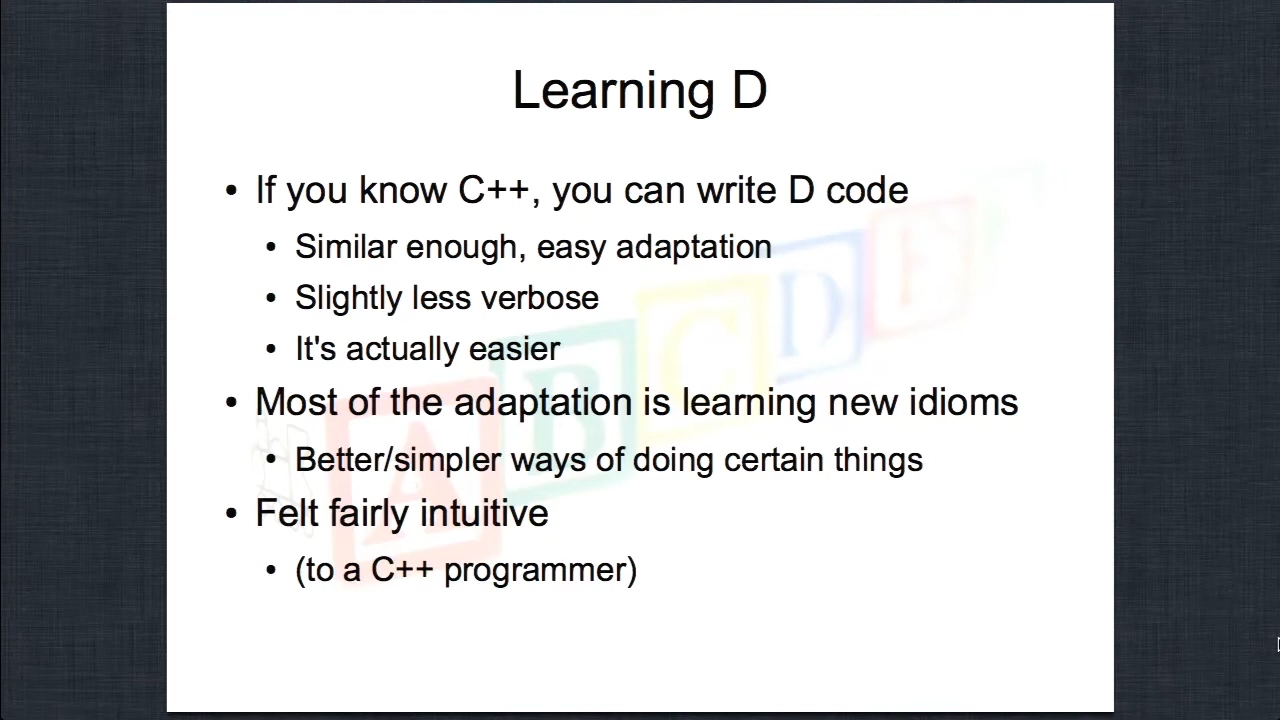 Learning D
• If you know C++, you can write D code
• Similar enough, easy adaptation
• Slightly less verbose
• It's actually easier
• Most of the adaptation is learning new idioms
• Better/simpler ways of doing certain things
• Felt fairly intuitive
• (to a C++ programmer)
A B C D E